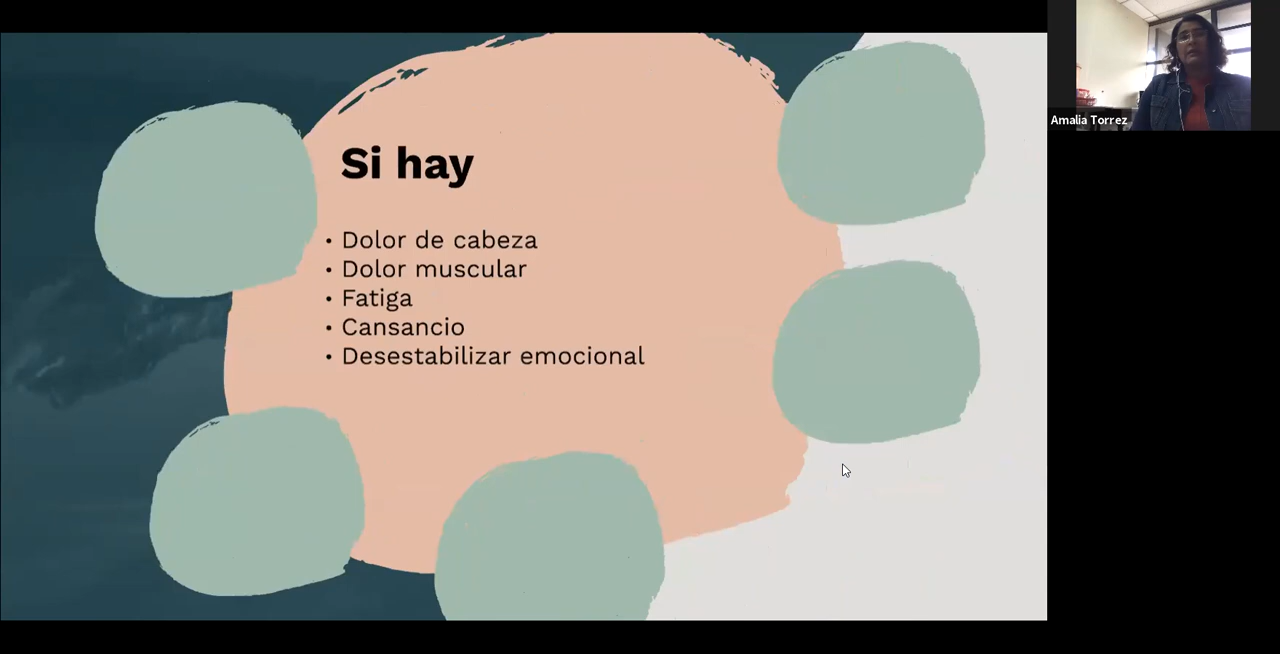 Si hay
• Dolor de cabeza
• Dolor muscular
• Fatiga
• Cansancio
• Desestabilizar emocional
Amalia Torrez